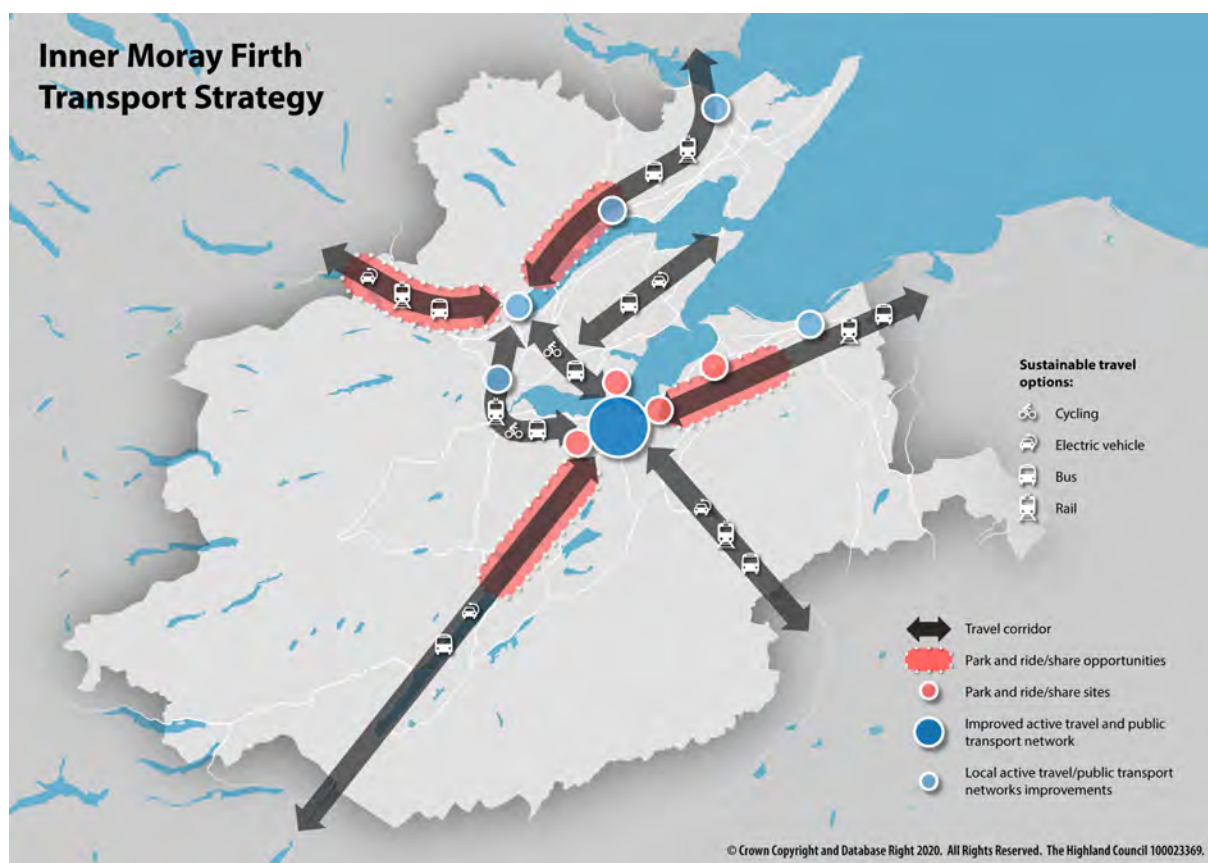 Inner Moray Firth
Transport Strategy
Sustainable travel
options:
Cycling
Electric vehicle
Bus
Rail
Travel corridor
Park and ride/share opportunities
Park and ride/share sites
Improved active travel and public
transport network
Local active travel/public transport
networks improvements
© Crown Copyright and Database Right 2020. All Rights Reserved. The Highland Council 100023369.